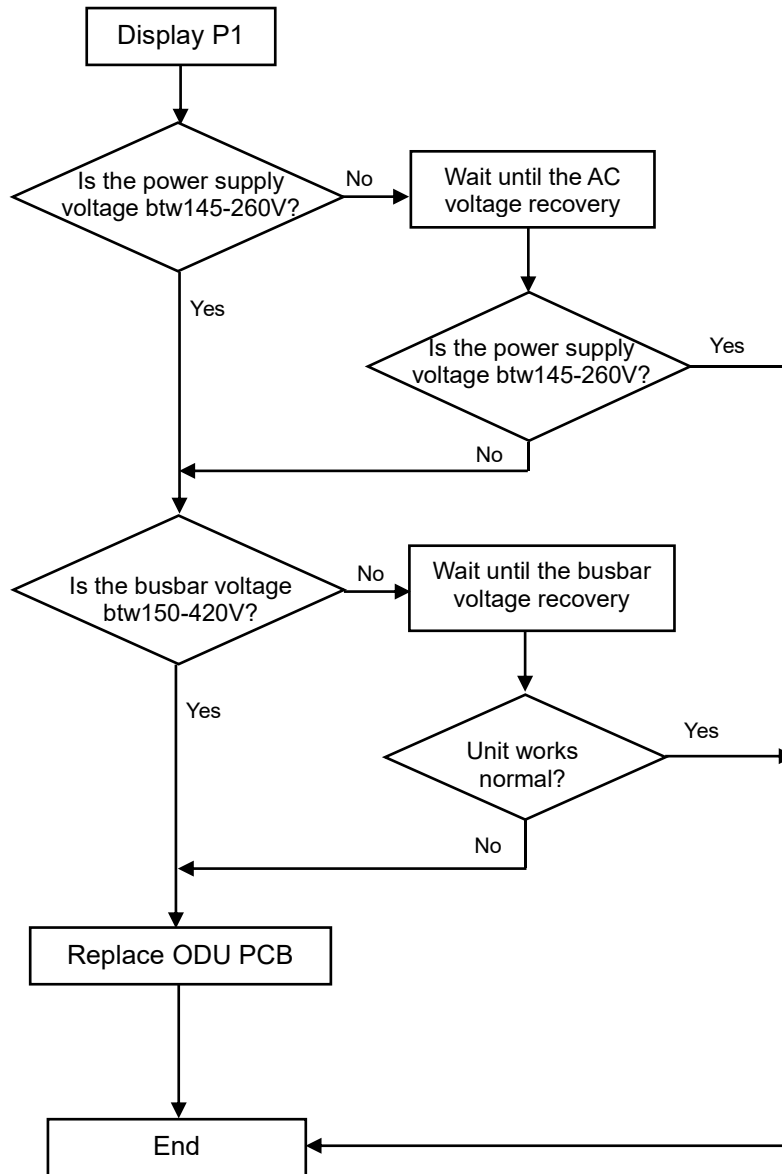 Display P1
Is the power supply
voltage btw145-260V?
No
Wait until the AC
voltage recovery
Yes
Is the power supply
voltage btw145-260V?
Yes
No
Is the busbar voltage
btw150-420V?
No
Wait until the busbar
voltage recovery
Yes
Unit works
normal?
Yes
No
Replace ODU PCB
End